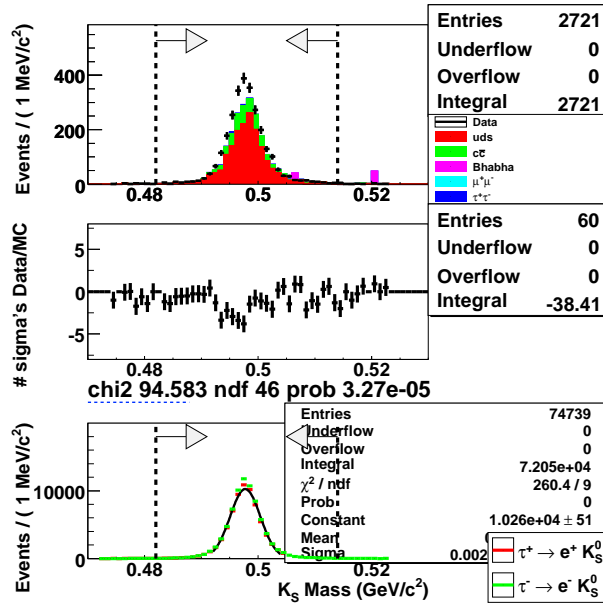 Entries 2721
Underflow 0
Overflow 0
Integral 2721
Data
uds
cc̅
Bhabha
μ⁺μ⁻
τ⁺τ⁻
Events / ( 1 MeV/c²)
400
200
0
0.48 0.5 0.52
Entries 60
Underflow 0
Overflow 0
Integral -38.41
# sigma's Data/MC
5
0
-5
0.48 0.5 0.52
chi2 94.583 ndf 46 prob 3.27e-05
Entries 74739
Underflow 0
Overflow 0
Integral 7.205e+04
χ² / ndf 260.4 / 9
Prob 0
Constant 1.026e+04 ± 51
Mean
Sigma 0.002
τ⁺ → e⁺ K⁰S
τ⁻ → e⁻ K⁰S
Events / ( 1 MeV/c²)
10000
0
0.48 0.5 0.52
KS Mass (GeV/c²)